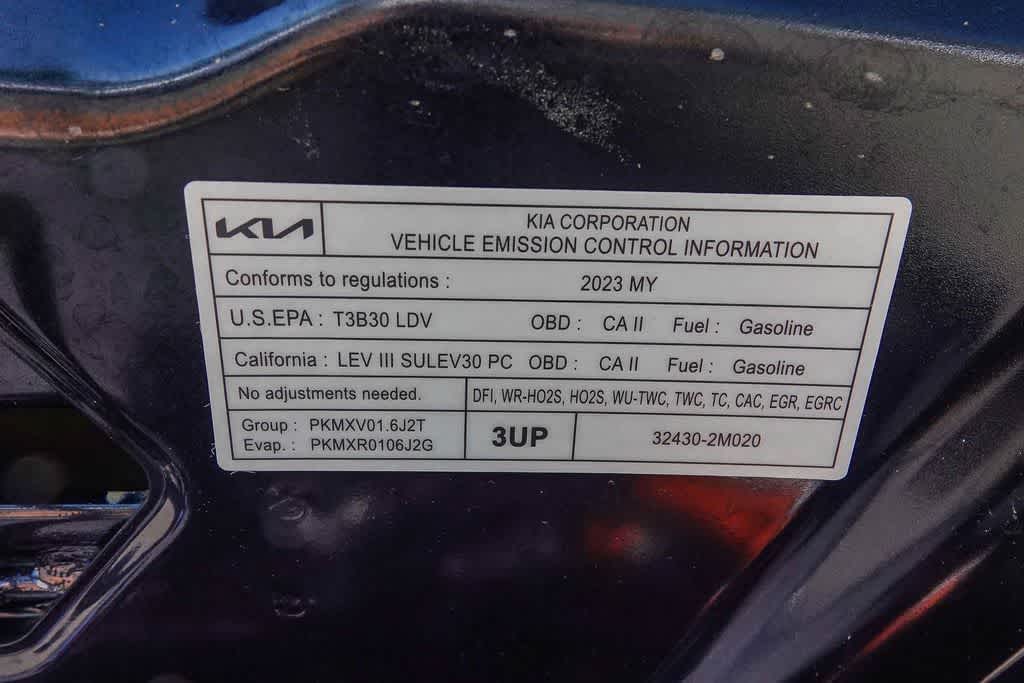 KIA
KIA CORPORATION
VEHICLE EMISSION CONTROL INFORMATION
Conforms to regulations : 2023 MY
U.S.EPA : T3B30 LDV OBD : CA II Fuel : Gasoline
California : LEV III SULEV30 PC OBD : CA II Fuel : Gasoline
No adjustments needed. DFI, WR-HO2S, HO2S, WU-TWC, TWC, TC, CAC, EGR, EGRC
Group : PKMXV01.6J2T
Evap. : PKMXR0106J2G
3UP
32430-2M020